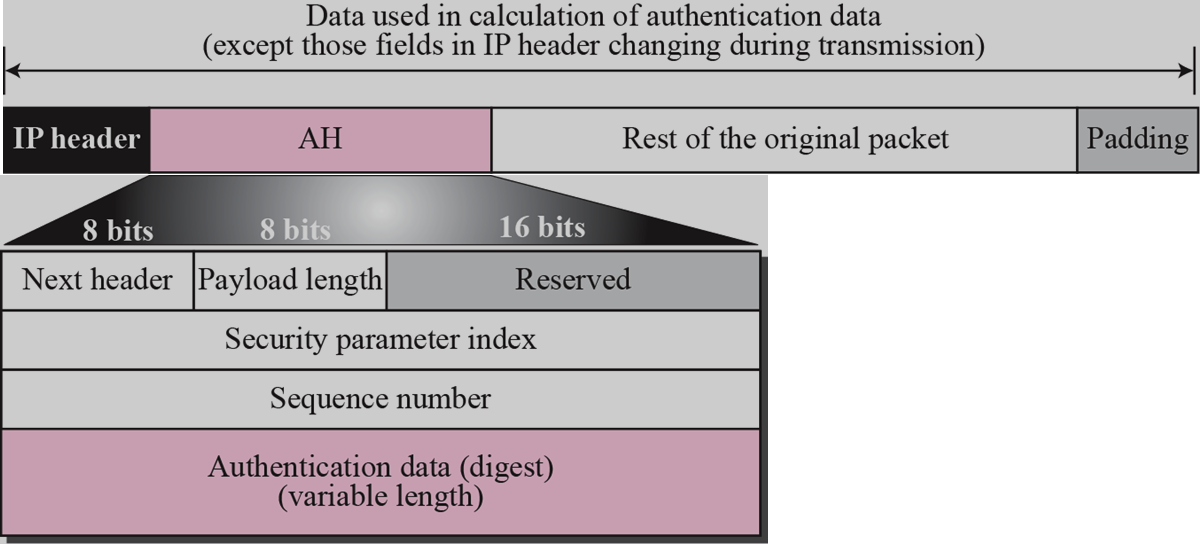 Data used in calculation of authentication data
(except those fields in IP header changing during transmission)
IP header AH Rest of the original packet Padding
8 bits 8 bits 16 bits
Next header Payload length Reserved
Security parameter index
Sequence number
Authentication data (digest)
(variable length)